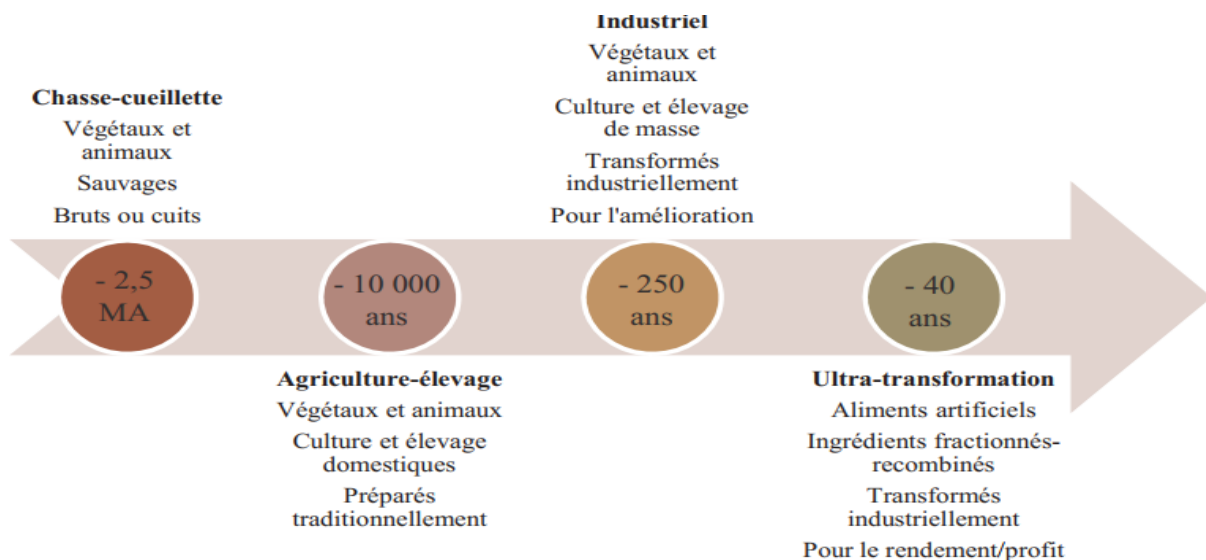 Chasse-cueillette
Végétaux et
animaux
Sauvages
Bruts ou cuits
- 2,5
MA
- 10 000
ans
Agriculture-élevage
Végétaux et animaux
Culture et élevage
domestiques
Préparés
traditionnellement
Industriel
Végétaux et
animaux
Culture et élevage
de masse
Transformés
industriellement
Pour l'amélioration
- 250
ans
- 40
ans
Ultra-transformation
Aliments artificiels
Ingrédients fractionnés-
recombinés
Transformés
industriellement
Pour le rendement/profit